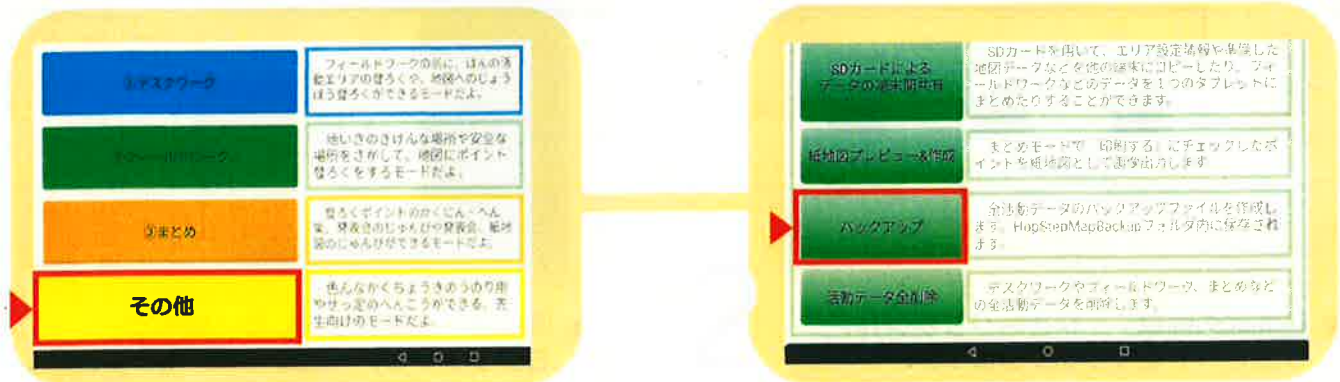 ①デスクワーク
フィールドワークの前に、はんの活
動エリアの登ろくや、地図へのじょう
ほう登ろくができるモードだよ。
②フィールドワーク
地いきのきけんな場所や安全な
場所をさがして、地図にポイント
登ろくをするモードだよ。
③まとめ
登ろくポイントのかくにん・へん
集、発表会のじゅんびや発表会、紙地
図のじゅんびができるモードだよ。
その他
色んなかくちょうきのうのり用
やせっ定のへんこうができる、先
生向けのモードだよ。
SDカードによる
データの端末間共有
SDカードを用いて、エリア設定情報や準備した
地図データなどを他の端末にコピーしたり、フィ
ールドワークなどのデータを1つのタブレットに
まとめたりすることができます。
紙地図プレビュー&作成
まとめモードで「印刷する」にチェックしたポ
イントを紙地図として画像出力します
バックアップ
全活動データのバックアップファイルを作成し
ます。HopStepMapBackupフォルダ内に保存され
ます。
活動データ全削除
デスクワークやフィールドワーク、まとめなど
の全活動データを削除します。